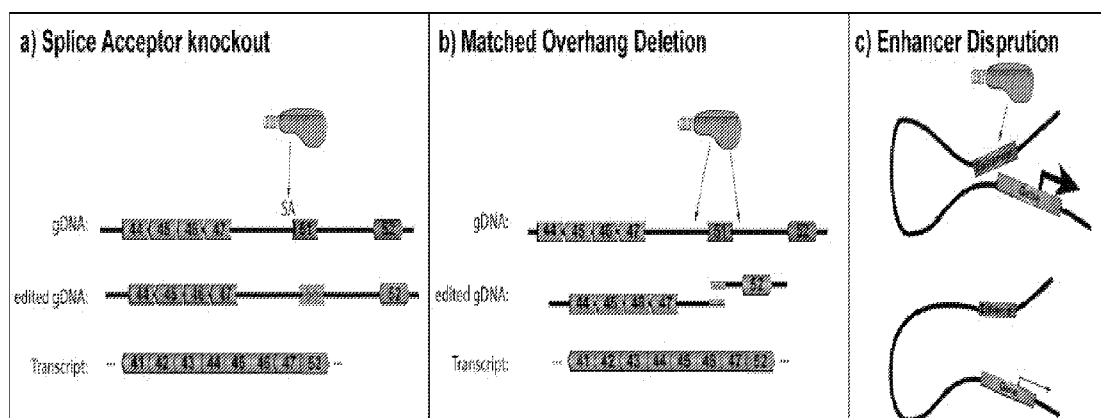 a) Splice Acceptor knockout
SA
gDNA:
44 45 46 47 51 52
edited gDNA:
44 45 46 47 52
Transcript:
... 41 42 43 44 45 46 47 52 ...
b) Matched Overhang Deletion
gDNA:
44 45 46 47 51 52
edited gDNA:
52
44 45 46 47
Transcript:
... 41 42 43 44 45 46 47 52 ...
c) Enhancer Disprution
Gene
Gene